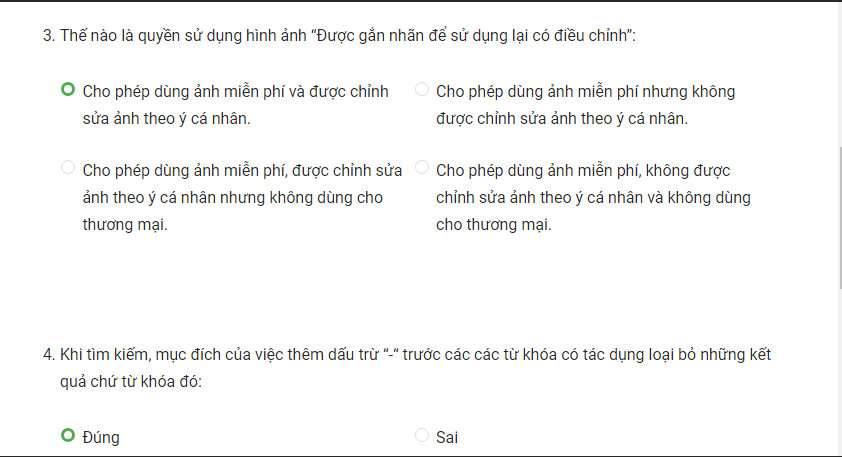 3. Thế nào là quyền sử dụng hình ảnh “Được gắn nhãn để sử dụng lại có điều chỉnh”:
Cho phép dùng ảnh miễn phí và được chỉnh
sửa ảnh theo ý cá nhân.
Cho phép dùng ảnh miễn phí nhưng không
được chỉnh sửa ảnh theo ý cá nhân.
Cho phép dùng ảnh miễn phí, được chỉnh sửa
ảnh theo ý cá nhân nhưng không dùng cho
thương mại.
Cho phép dùng ảnh miễn phí, không được
chỉnh sửa ảnh theo ý cá nhân và không dùng
cho thương mại.
4. Khi tìm kiếm, mục đích của việc thêm dấu trừ “-“ trước các các từ khóa có tác dụng loại bỏ những kết
quả chứ từ khóa đó:
Đúng
Sai